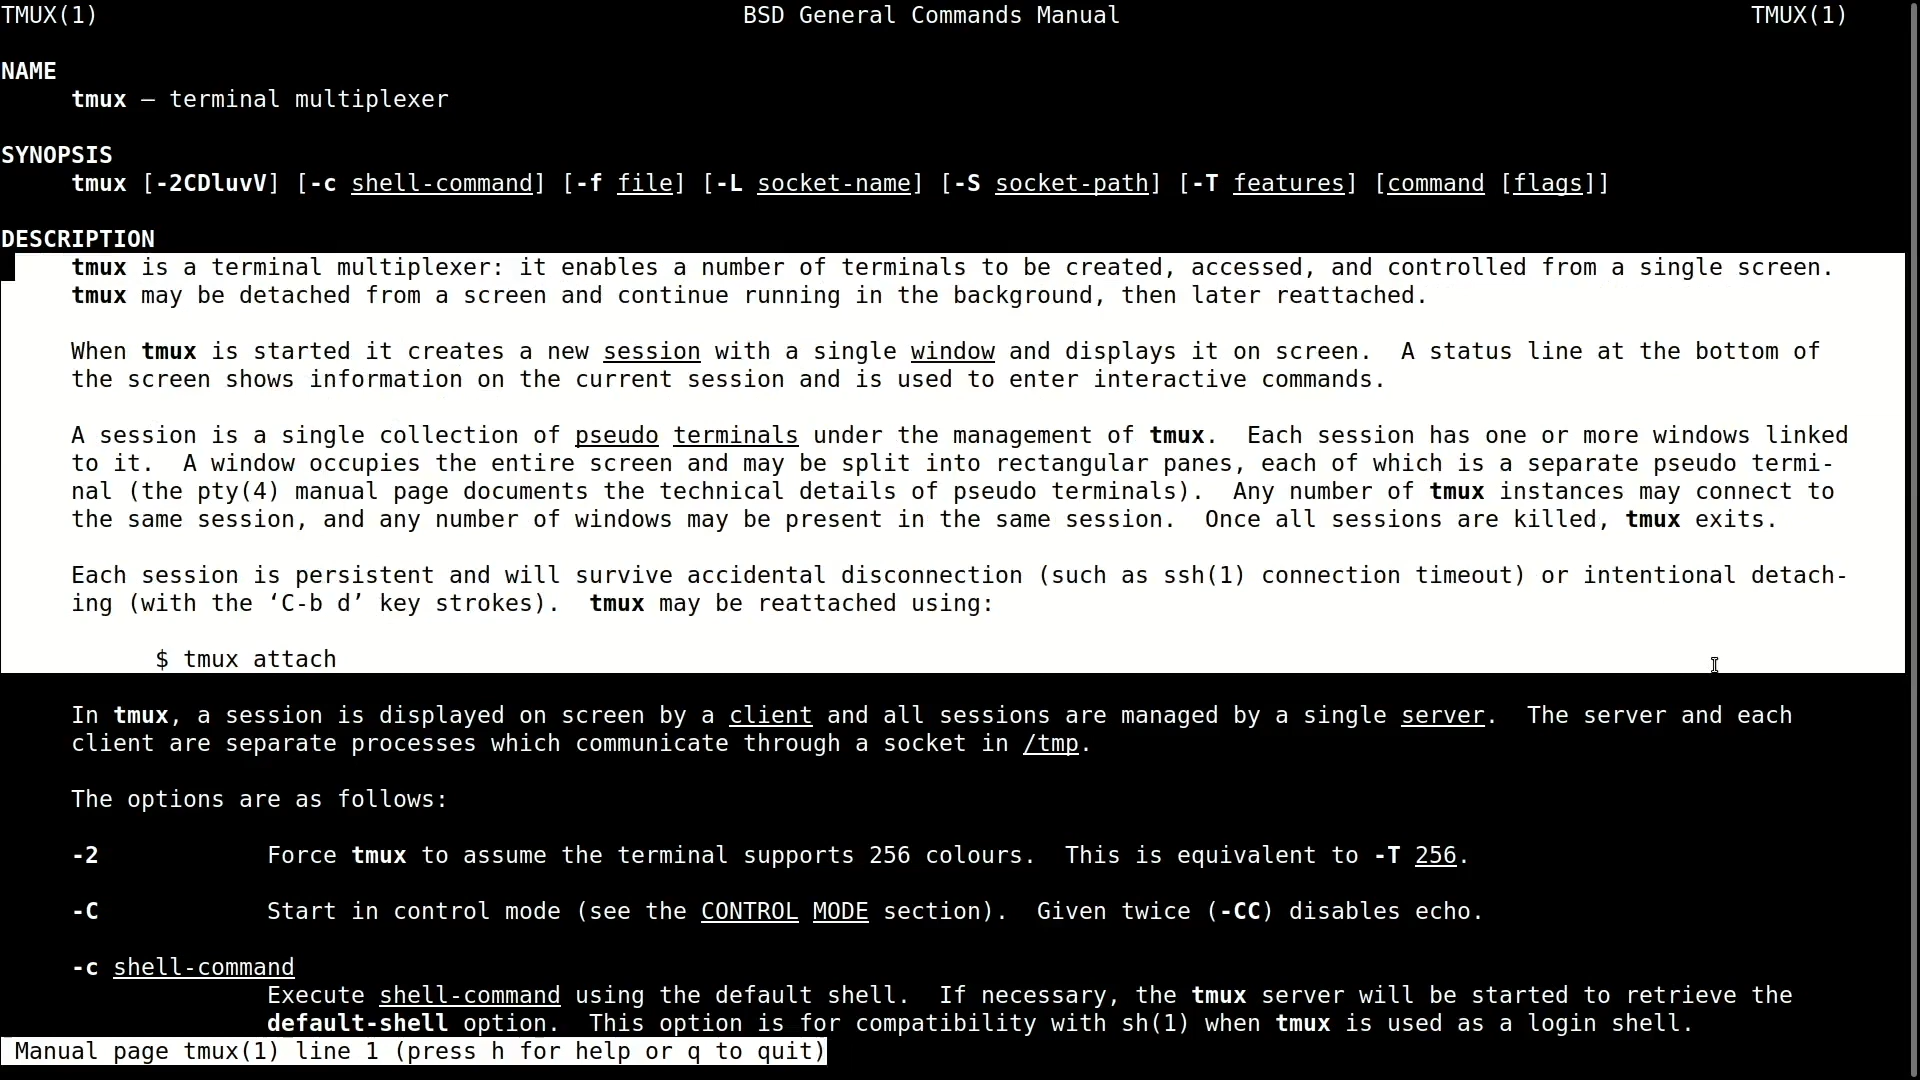 TMUX(1)                                              BSD General Commands Manual                                             TMUX(1)
NAME
tmux — terminal multiplexer
SYNOPSIS
tmux [-2CDluvV] [-c shell-command] [-f file] [-L socket-name] [-S socket-path] [-T features] [command [flags]]
DESCRIPTION
tmux is a terminal multiplexer: it enables a number of terminals to be created, accessed, and controlled from a single screen.
tmux may be detached from a screen and continue running in the background, then later reattached.
When tmux is started it creates a new session with a single window and displays it on screen.  A status line at the bottom of
the screen shows information on the current session and is used to enter interactive commands.
A session is a single collection of pseudo terminals under the management of tmux.  Each session has one or more windows linked
to it.  A window occupies the entire screen and may be split into rectangular panes, each of which is a separate pseudo termi-
nal (the pty(4) manual page documents the technical details of pseudo terminals).  Any number of tmux instances may connect to
the same session, and any number of windows may be present in the same session.  Once all sessions are killed, tmux exits.
Each session is persistent and will survive accidental disconnection (such as ssh(1) connection timeout) or intentional detach-
ing (with the ‘C-b d’ key strokes).  tmux may be reattached using:
$ tmux attach
In tmux, a session is displayed on screen by a client and all sessions are managed by a single server.  The server and each
client are separate processes which communicate through a socket in /tmp.
The options are as follows:
-2            Force tmux to assume the terminal supports 256 colours.  This is equivalent to -T 256.
-C            Start in control mode (see the CONTROL MODE section).  Given twice (-CC) disables echo.
-c shell-command
Execute shell-command using the default shell.  If necessary, the tmux server will be started to retrieve the
default-shell option.  This option is for compatibility with sh(1) when tmux is used as a login shell.
Manual page tmux(1) line 1 (press h for help or q to quit)